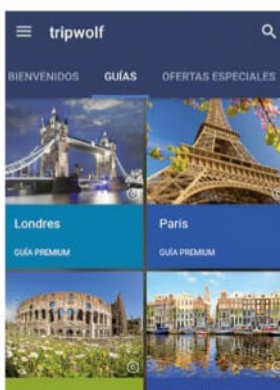 tripwolf
BIENVENIDOS GUÍAS OFERTAS ESPECIALES
Londres
GUÍA PREMIUM
París
GUÍA PREMIUM